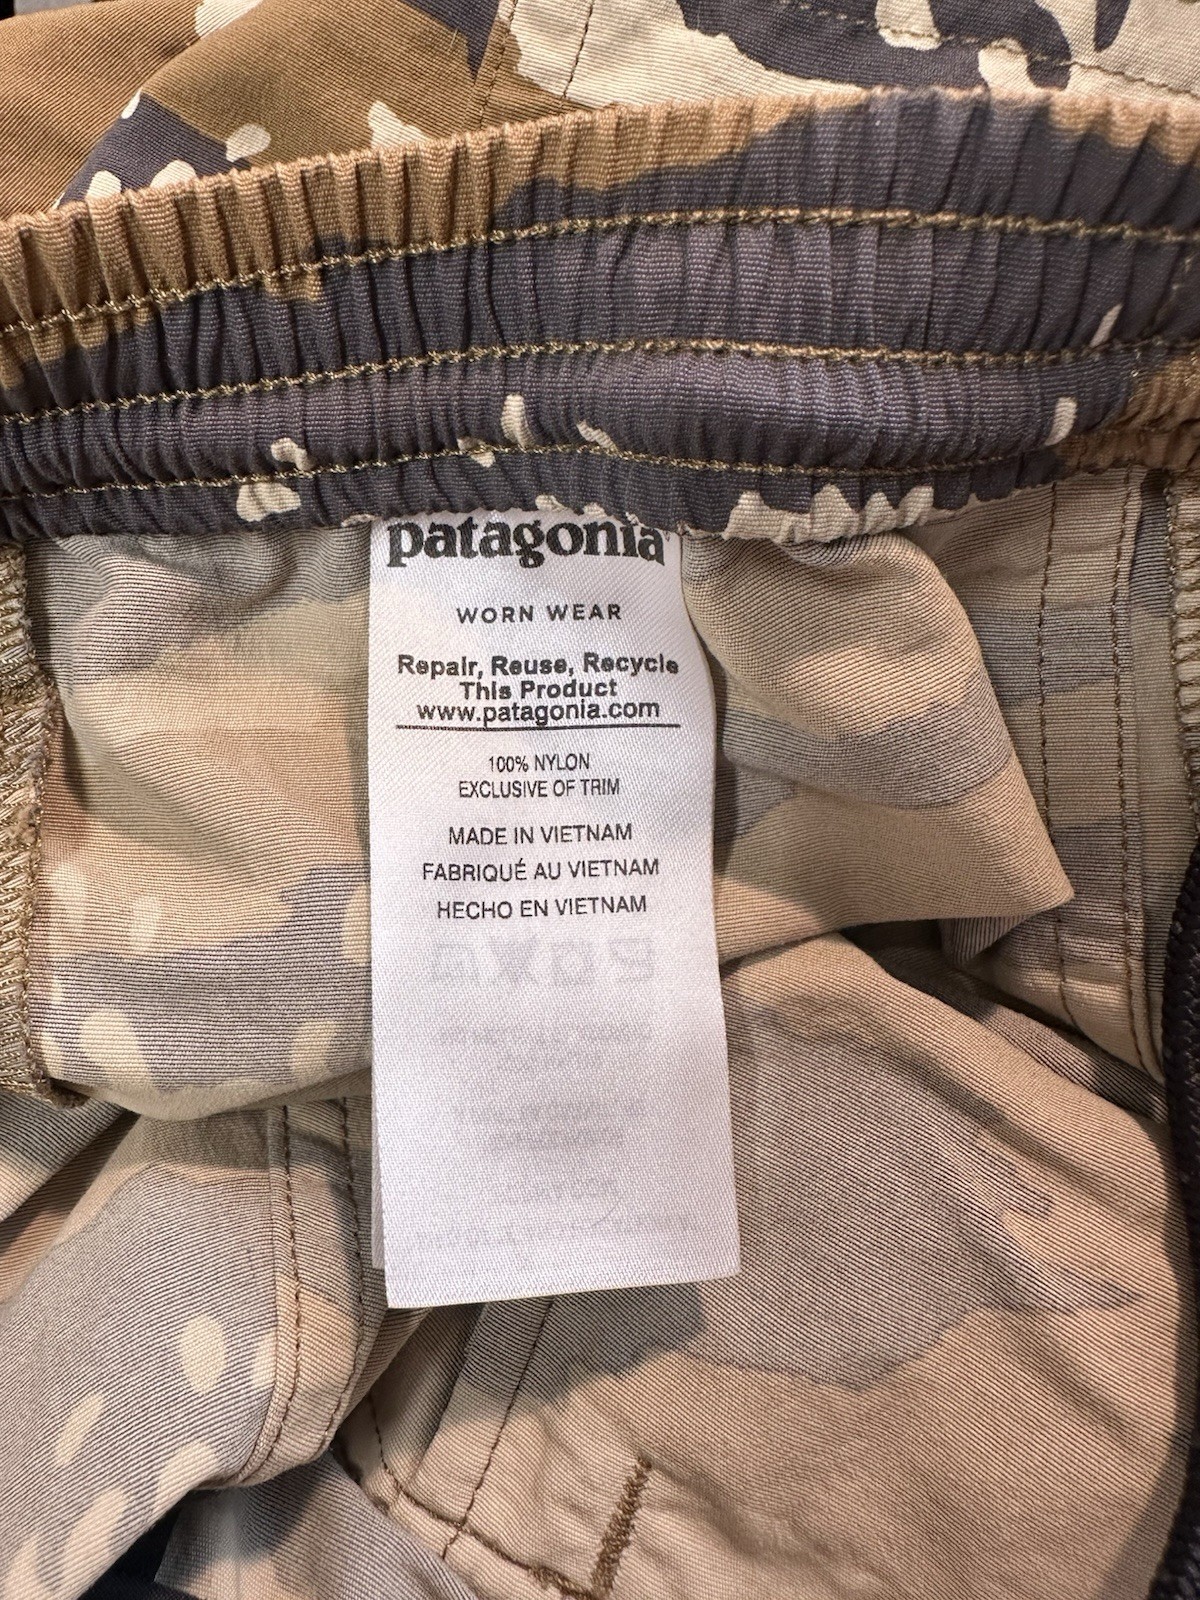 patagonia
WORN WEAR
Repair, Reuse, Recycle
This Product
www.patagonia.com
100% NYLON
EXCLUSIVE OF TRIM
MADE IN VIETNAM
FABRIQUÉ AU VIETNAM
HECHO EN VIETNAM